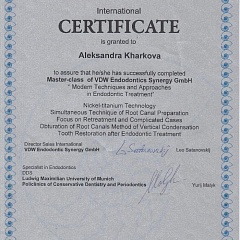 International
CERTIFICATE
is granted to
Aleksandra Kharkova
to assure that he/she has successfully completed
Master-class of VDW Endodontics Synergy GmbH
"Modern Techniques and Approaches
in Endodontic Treatment"
Nickel-titanium Technology
Simultaneous Technique of Root Canal Preparation
Focus on Retreatment and Complicated Cases
Obturation of Root Canals Method of Vertical Condensation
Tooth Restoration after Endodontic Treatment
Director Sales International
VDW Endodontic Synergy GmbH
Leo Saternovskij
Specialist in Endodontics
DDS
Ludwig Maximilian University of Munich
Policlinics of Conservative Dentistry and Periodontics
Yurij Malyk